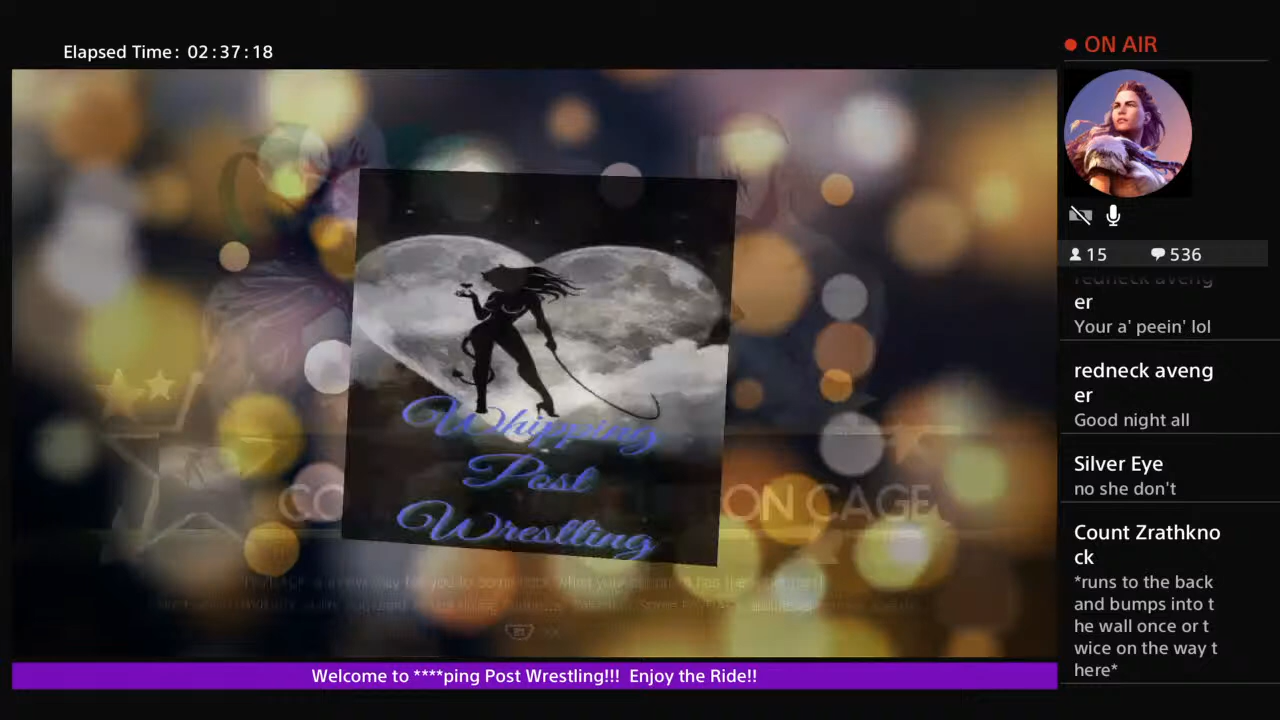 Elapsed Time: 02:37:18
ON AIR
15 536
er
Your a' peein' lol
redneck aveng
er
Good night all
Silver Eye
no she don't
Count Zrathkno
ck
*runs to the back
and bumps into t
he wall once or t
wice on the way t
here*
Whipping
Post
Wrestling
ON CAGE
Welcome to ****ping Post Wrestling!!! Enjoy the Ride!!